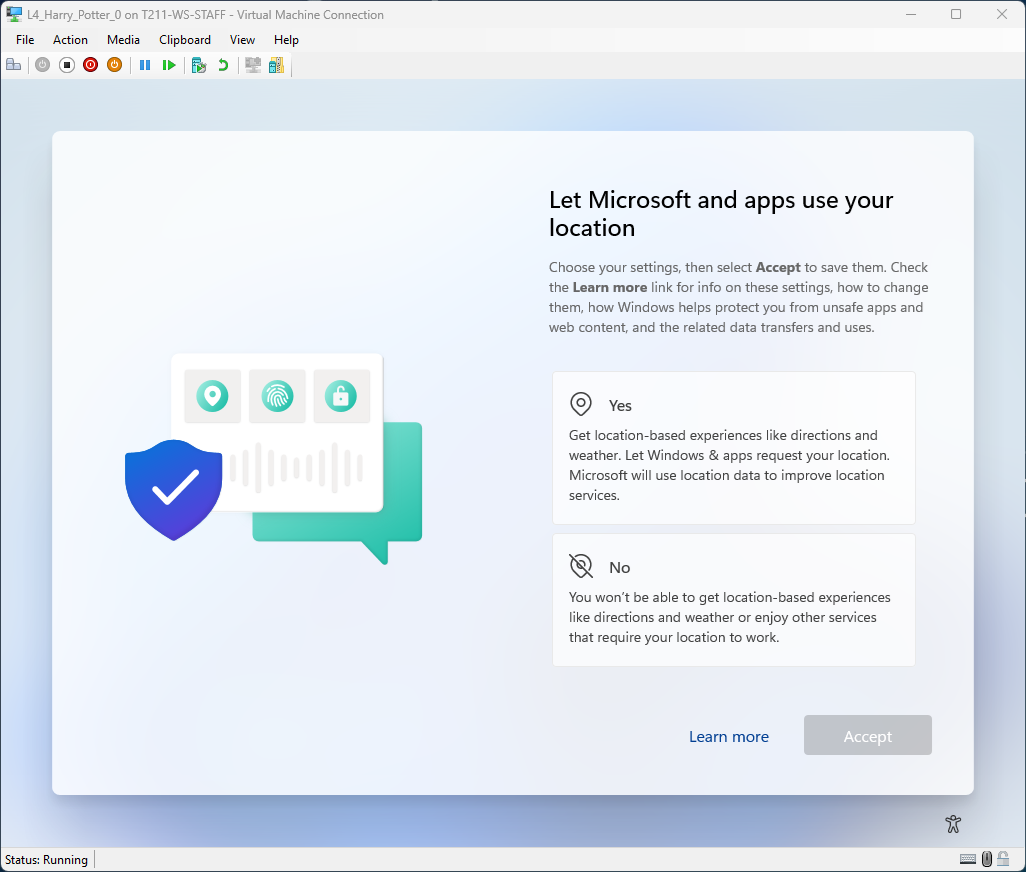 L4_Harry_Potter_0 on T211-WS-STAFF - Virtual Machine Connection
File Action Media Clipboard View Help
Let Microsoft and apps use your
location
Choose your settings, then select Accept to save them. Check
the Learn more link for info on these settings, how to change
them, how Windows helps protect you from unsafe apps and
web content, and the related data transfers and uses.
Yes
Get location-based experiences like directions and
weather. Let Windows & apps request your location.
Microsoft will use location data to improve location
services.
No
You won’t be able to get location-based experiences
like directions and weather or enjoy other services
that require your location to work.
Learn more
Accept
Status: Running